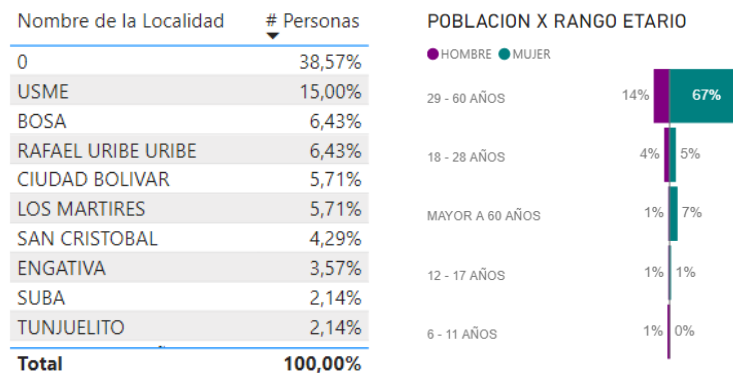 Nombre de la Localidad # Personas
0 38,57%
USME 15,00%
BOSA 6,43%
RAFAEL URIBE URIBE 6,43%
CIUDAD BOLIVAR 5,71%
LOS MARTIRES 5,71%
SAN CRISTOBAL 4,29%
ENGATIVA 3,57%
SUBA 2,14%
TUNJUELITO 2,14%
Total 100,00%
POBLACION X RANGO ETARIO
HOMBRE MUJER
29 - 60 AÑOS 14% 67%
18 - 28 AÑOS 4% 5%
MAYOR A 60 AÑOS 1% 7%
12 - 17 AÑOS 1% 1%
6 - 11 AÑOS 1% 0%